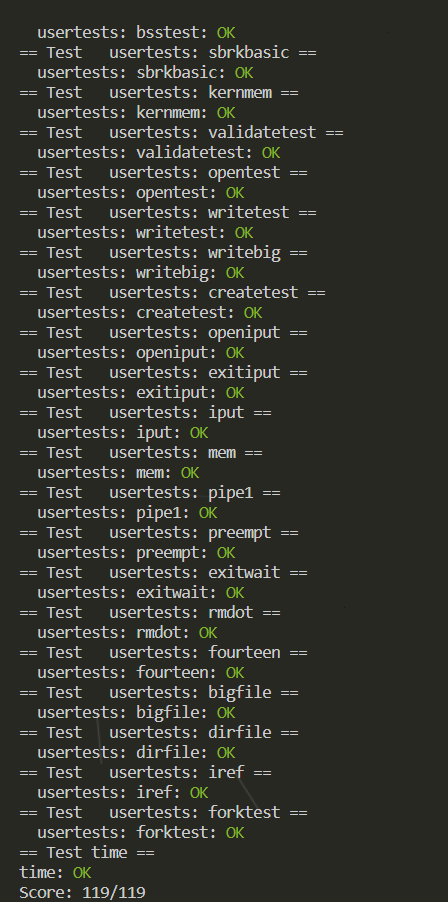 usertests: bsstest: OK
== Test   usertests: sbrkbasic ==
  usertests: sbrkbasic: OK
== Test   usertests: kernmem ==
  usertests: kernmem: OK
== Test   usertests: validatetest ==
  usertests: validatetest: OK
== Test   usertests: opentest ==
  usertests: opentest: OK
== Test   usertests: writetest ==
  usertests: writetest: OK
== Test   usertests: writebig ==
  usertests: writebig: OK
== Test   usertests: createtest ==
  usertests: createtest: OK
== Test   usertests: openiput ==
  usertests: openiput: OK
== Test   usertests: exitiput ==
  usertests: exitiput: OK
== Test   usertests: iput ==
  usertests: iput: OK
== Test   usertests: mem ==
  usertests: mem: OK
== Test   usertests: pipe1 ==
  usertests: pipe1: OK
== Test   usertests: preempt ==
  usertests: preempt: OK
== Test   usertests: exitwait ==
  usertests: exitwait: OK
== Test   usertests: rmdot ==
  usertests: rmdot: OK
== Test   usertests: fourteen ==
  usertests: fourteen: OK
== Test   usertests: bigfile ==
  usertests: bigfile: OK
== Test   usertests: dirfile ==
  usertests: dirfile: OK
== Test   usertests: iref ==
  usertests: iref: OK
== Test   usertests: forktest ==
  usertests: forktest: OK
== Test time ==
time: OK
Score: 119/119